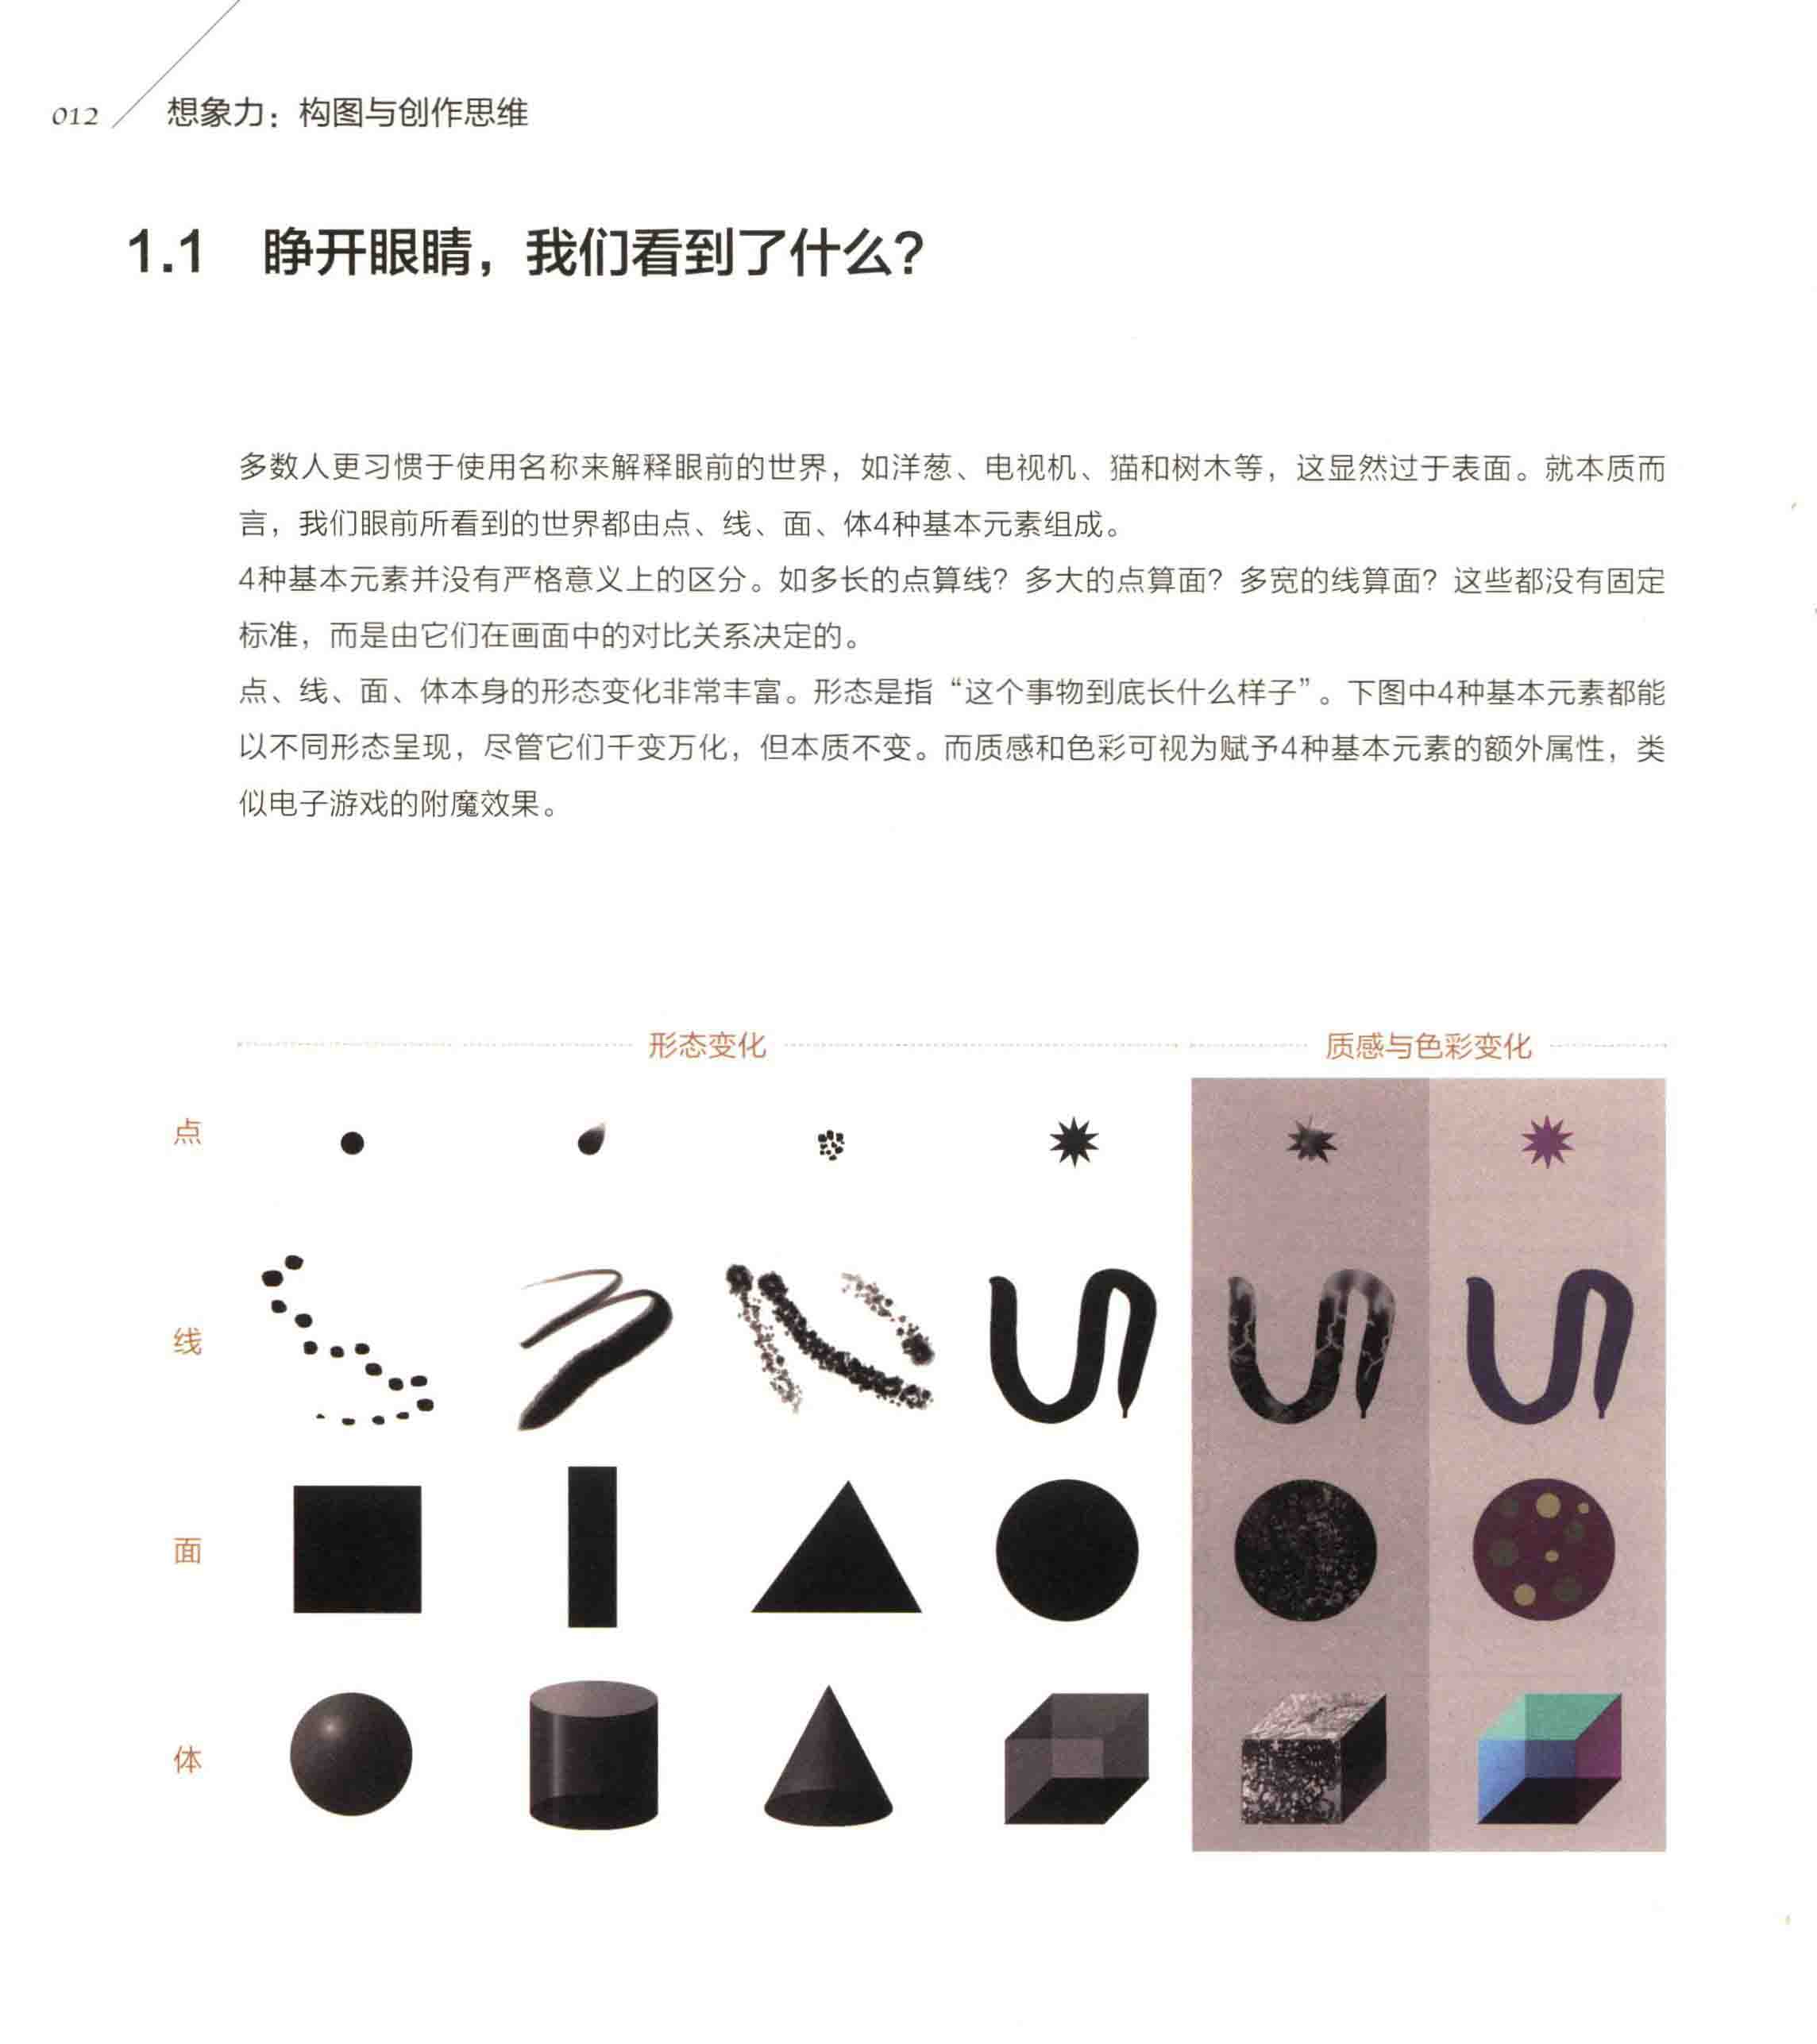 012
想象力：构图与创作思维
1.1 睁开眼睛，我们看到了什么？
多数人更习惯于使用名称来解释眼前的世界，如洋葱、电视机、猫和树木等，这显然过于表面。就本质而
言，我们眼前所看到的世界都由点、线、面、体4种基本元素组成。
4种基本元素并没有严格意义上的区分。如多长的点算线？多大的点算面？多宽的线算面？这些都没有固定
标准，而是由它们在画面中的对比关系决定的。
点、线、面、体本身的形态变化非常丰富。形态是指“这个事物到底长什么样子”。下图中4种基本元素都能
以不同形态呈现，尽管它们千变万化，但本质不变。而质感和色彩可视为赋予4种基本元素的额外属性，类
似电子游戏的附魔效果。
形态变化
质感与色彩变化
点
线
面
体